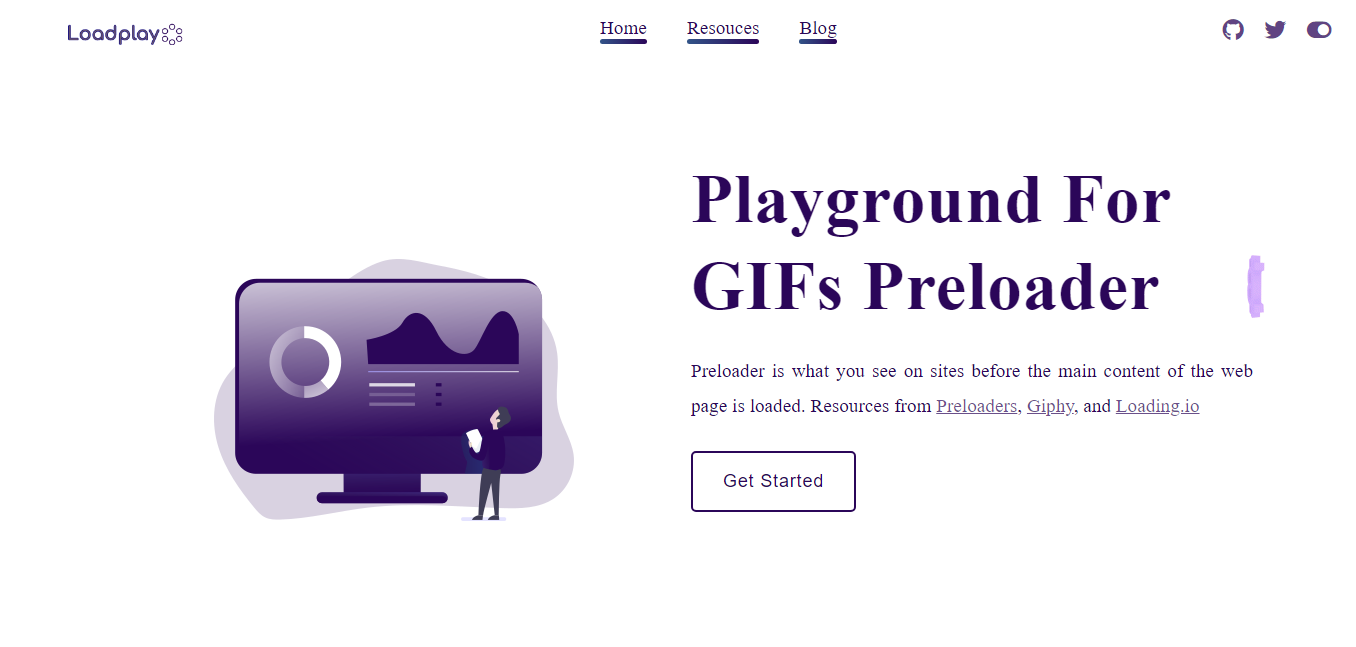 Loadplay
Home
Resouces
Blog
Playground For
GIFs Preloader
Preloader is what you see on sites before the main content of the web
page is loaded. Resources from Preloaders, Giphy, and Loading.io
Get Started